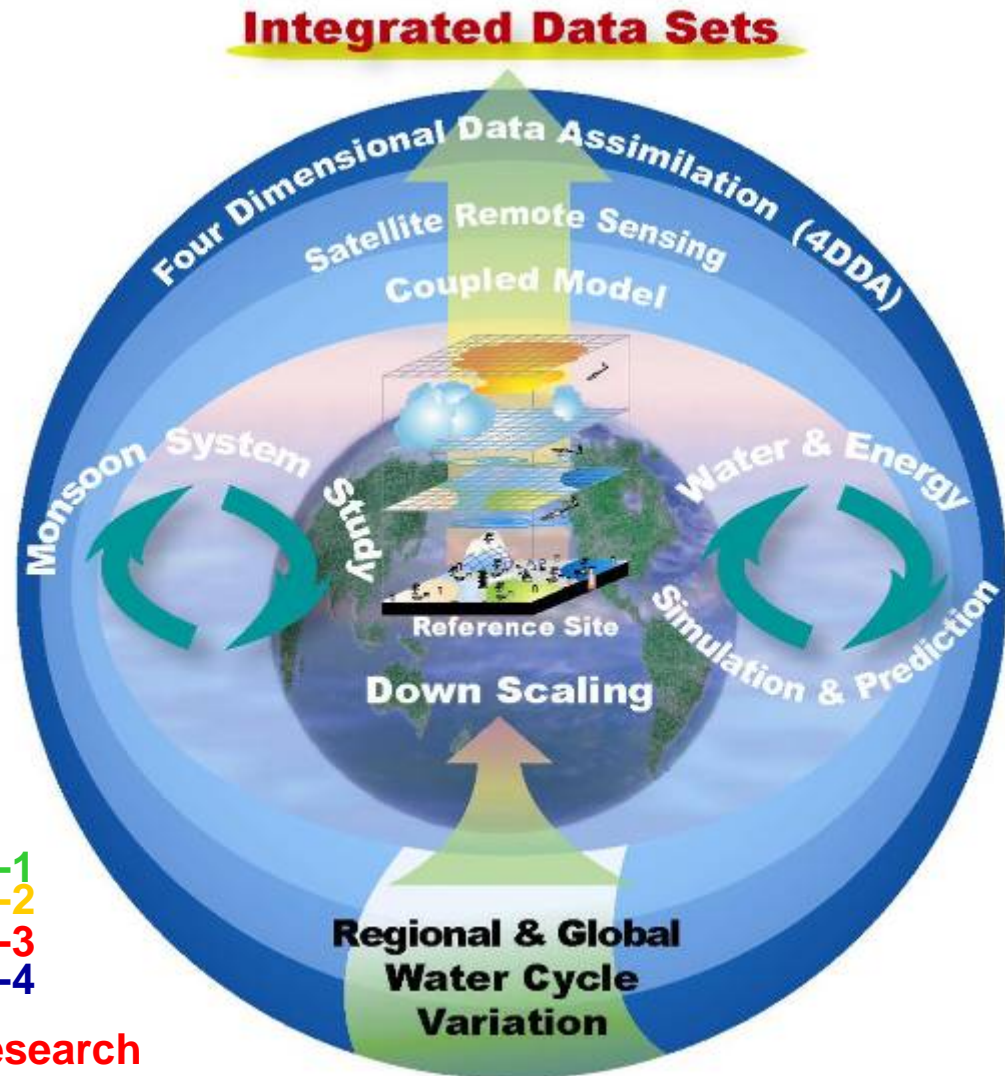 Integrated Data Sets
Four Dimensional Data Assimilation (4DDA)
Satellite Remote Sensing
Coupled Model
Monsoon System Study
Water & Energy
Simulation & Prediction
Reference Site
Down Scaling
Regional & Global
Water Cycle
Variation
-1
-2
-3
-4
esearch